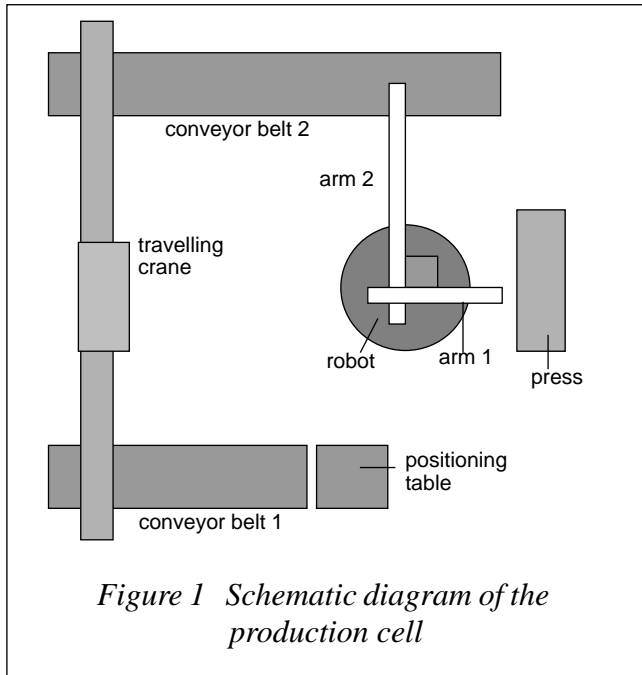 conveyor belt 2
arm 2
travelling
crane
robot
arm 1
press
positioning
table
conveyor belt 1
Figure 1 Schematic diagram of the
production cell